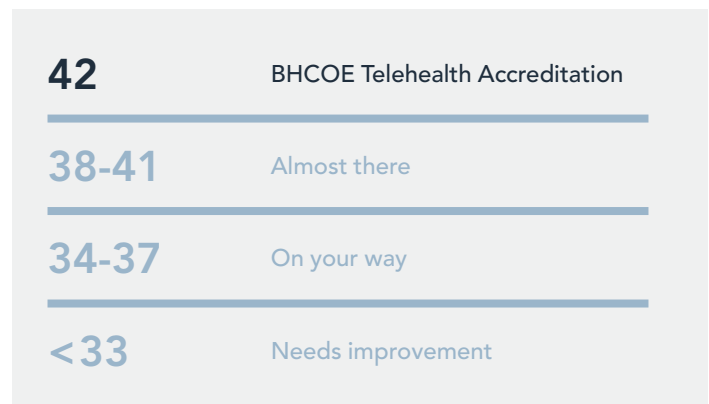 42 BHCOE Telehealth Accreditation
38-41 Almost there
34-37 On your way
<33 Needs improvement